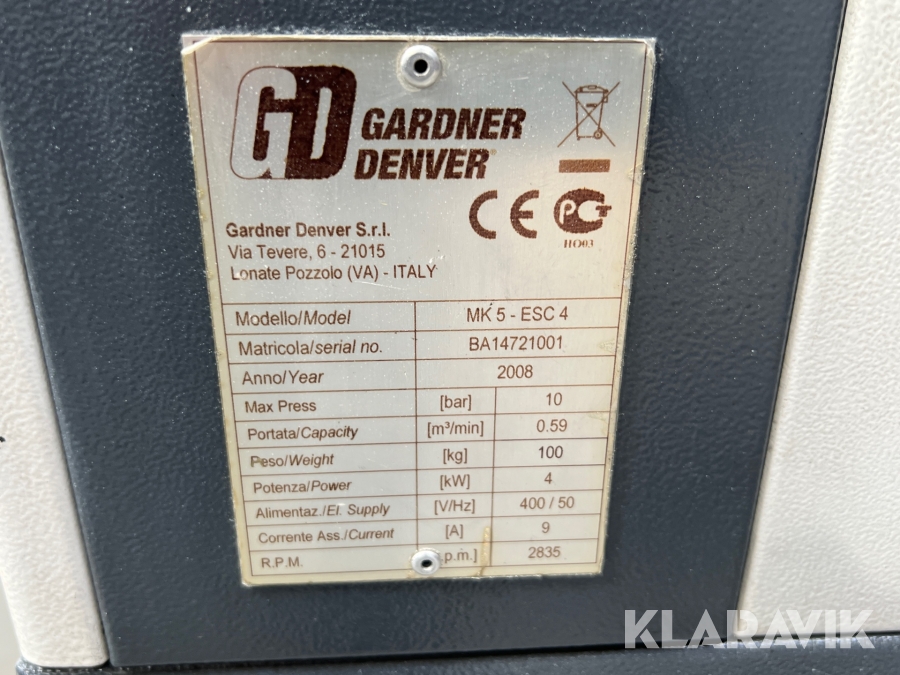 GD GARDNER
DENVER
CE PCT
HO03
Gardner Denver S.r.l.
Via Tevere, 6 - 21015
Lonate Pozzolo (VA) - ITALY
Modello/Model MK 5 - ESC 4
Matricola/serial no. BA14721001
Anno/Year 2008
Max Press [bar] 10
Portata/Capacity [m³/min] 0.59
Peso/Weight [kg] 100
Potenza/Power [kW] 4
Alimentaz./El. Supply [V/Hz] 400 / 50
Corrente Ass./Current [A] 9
R.P.M. .p.m.] 2835
KLARAVIK